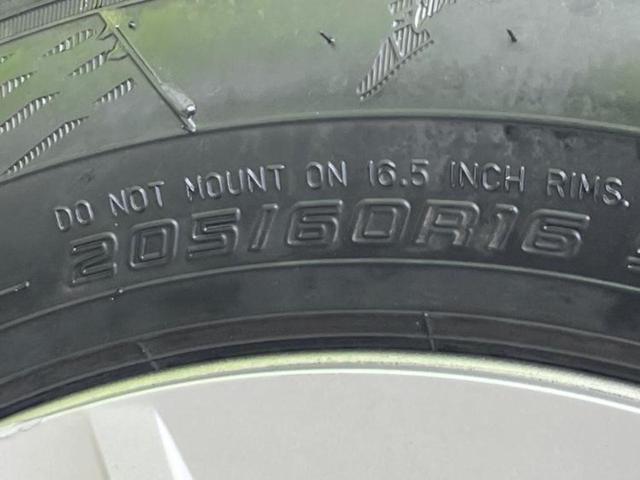 DO NOT MOUNT ON 16.5 INCH RIMS.
205/60R16